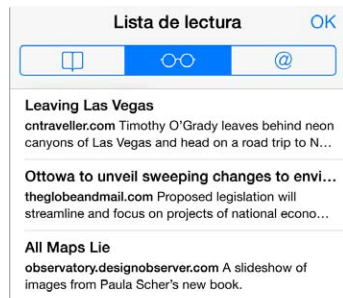 Lista de lectura OK
@
Leaving Las Vegas
cntraveller.com Timothy O'Grady leaves behind neon
canyons of Las Vegas and head on a road trip to N...
Ottowa to unveil sweeping changes to envi...
theglobeandmail.com Proposed legislation will
streamline and focus on projects of national econo...
All Maps Lie
observatory.designobserver.com A slideshow of
images from Paula Scher's new book.